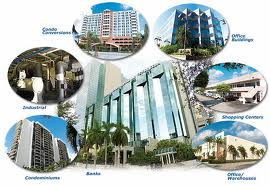 Condo
Conversions
Office
Buildings
Industrial
Shopping Centers
Condominiums
Banks
Office/
Warehouses